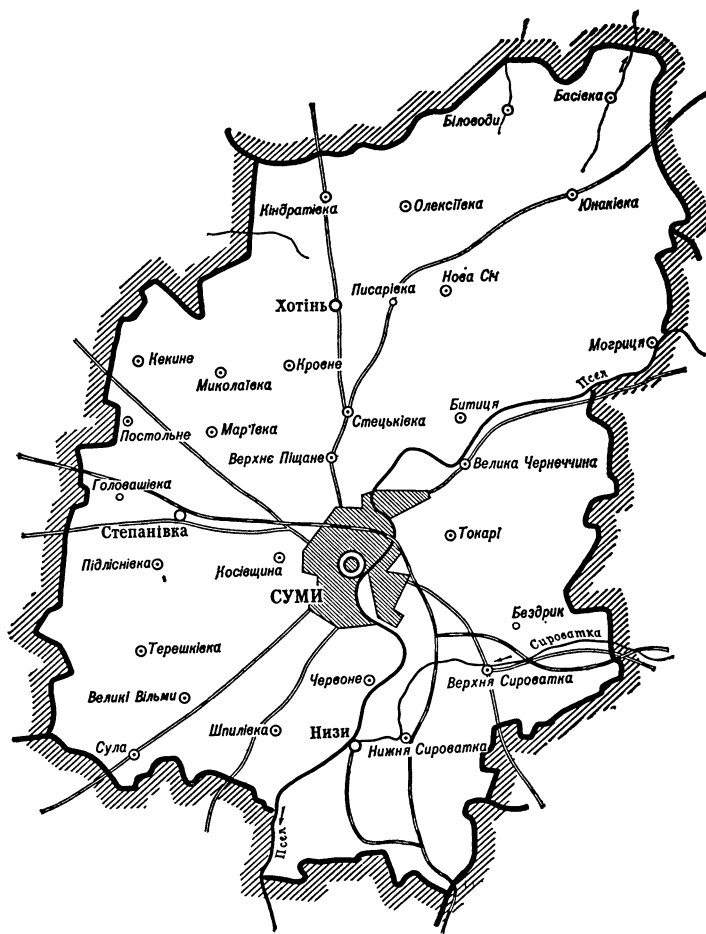 Басівка
Біловоди
Юнаківка
Кіндратівка
Олексіївка
Нова Січ
Писарівка
Хотінь
Могриця
Кекине
Кровне
Миколаївка
Псел
Битиця
Стецьківка
Постольне
Мар'ївка
Верхнє Піщане
Велика Чернеччина
Головашівка
Степанівка
Токарі
Підліснівка
Косівщина
СУМИ
Бездрик
Сироватка
Терешківка
Верхня Сироватка
Червоне
Великі Вільми
Шпилівка
Низи
Нижня Сироватка
Сула
Псел